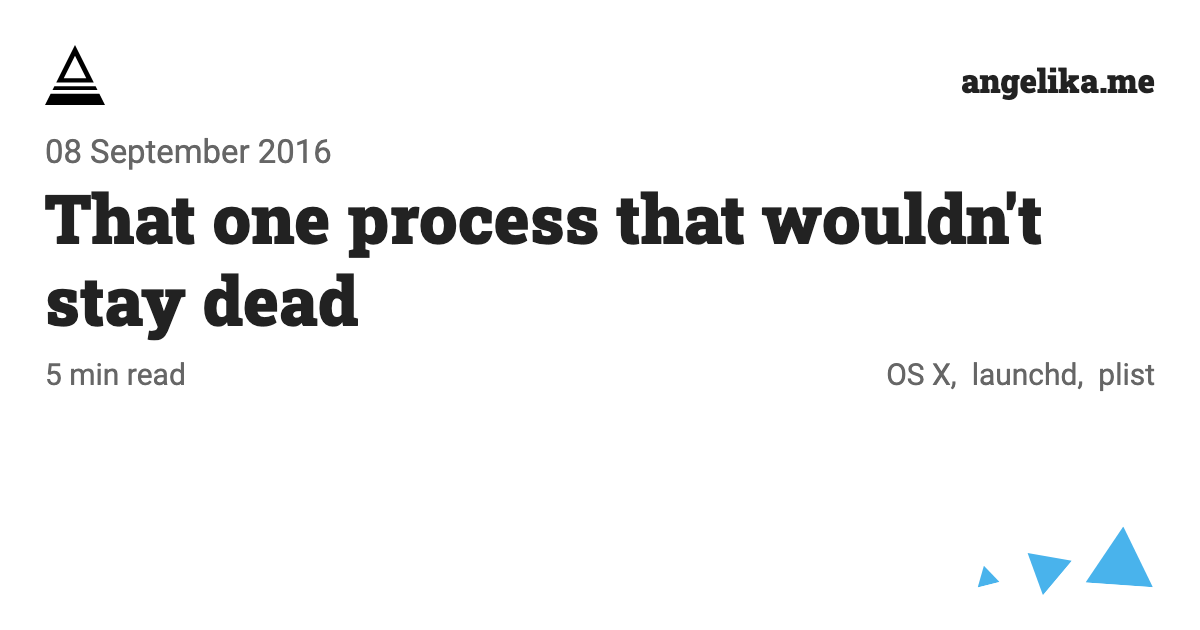 angelika.me
08 September 2016
That one process that wouldn't
stay dead
5 min read
OS X, launchd, plist